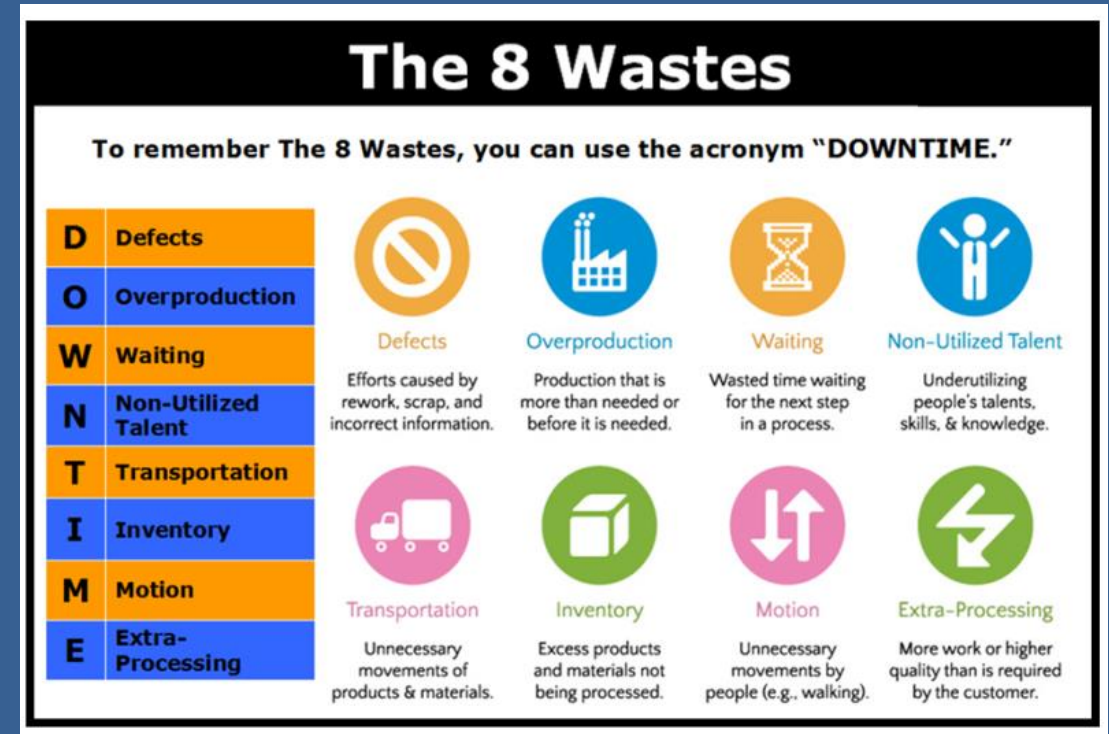 The 8 Wastes
To remember The 8 Wastes, you can use the acronym “DOWNTIME.”
D Defects
O Overproduction
W Waiting
N Non-Utilized
Talent
T Transportation
I Inventory
M Motion
E Extra-
Processing
Defects
Efforts caused by
rework, scrap, and
incorrect information.
Overproduction
Production that is
more than needed or
before it is needed.
Waiting
Wasted time waiting
for the next step
in a process.
Non-Utilized Talent
Underutilizing
people's talents,
skills, & knowledge.
Transportation
Unnecessary
movements of
products & materials.
Inventory
Excess products
and materials not
being processed.
Motion
Unnecessary
movements by
people (e.g., walking).
Extra-Processing
More work or higher
quality than is required
by the customer.